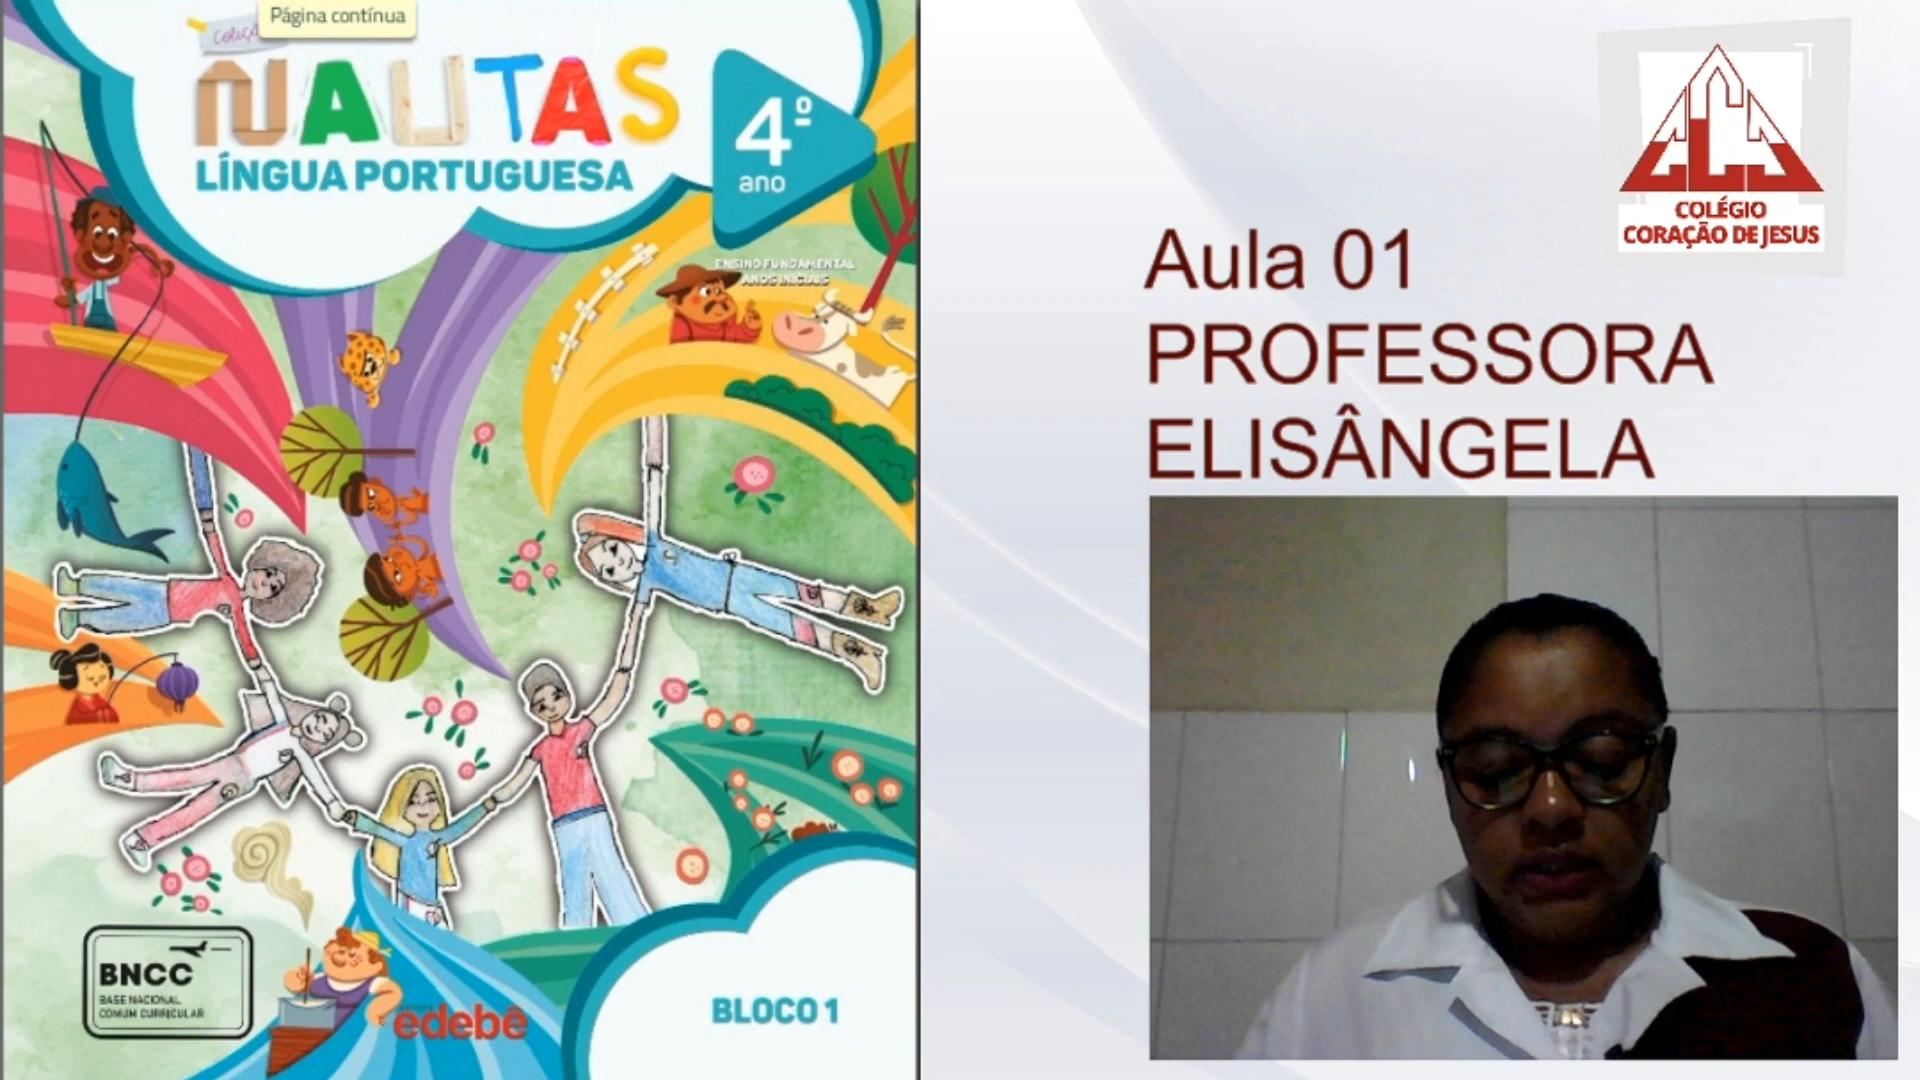 Página contínua
NAUTAS
LÍNGUA PORTUGUESA
4º
ano
ENSINO FUNDAMENTAL
ANOS INICIAIS
BNCC
BASE NACIONAL
COMUM CURRICULAR
edebê
BLOCO 1
COLÉGIO
CORAÇÃO DE JESUS
Aula 01
PROFESSORA
ELISÂNGELA